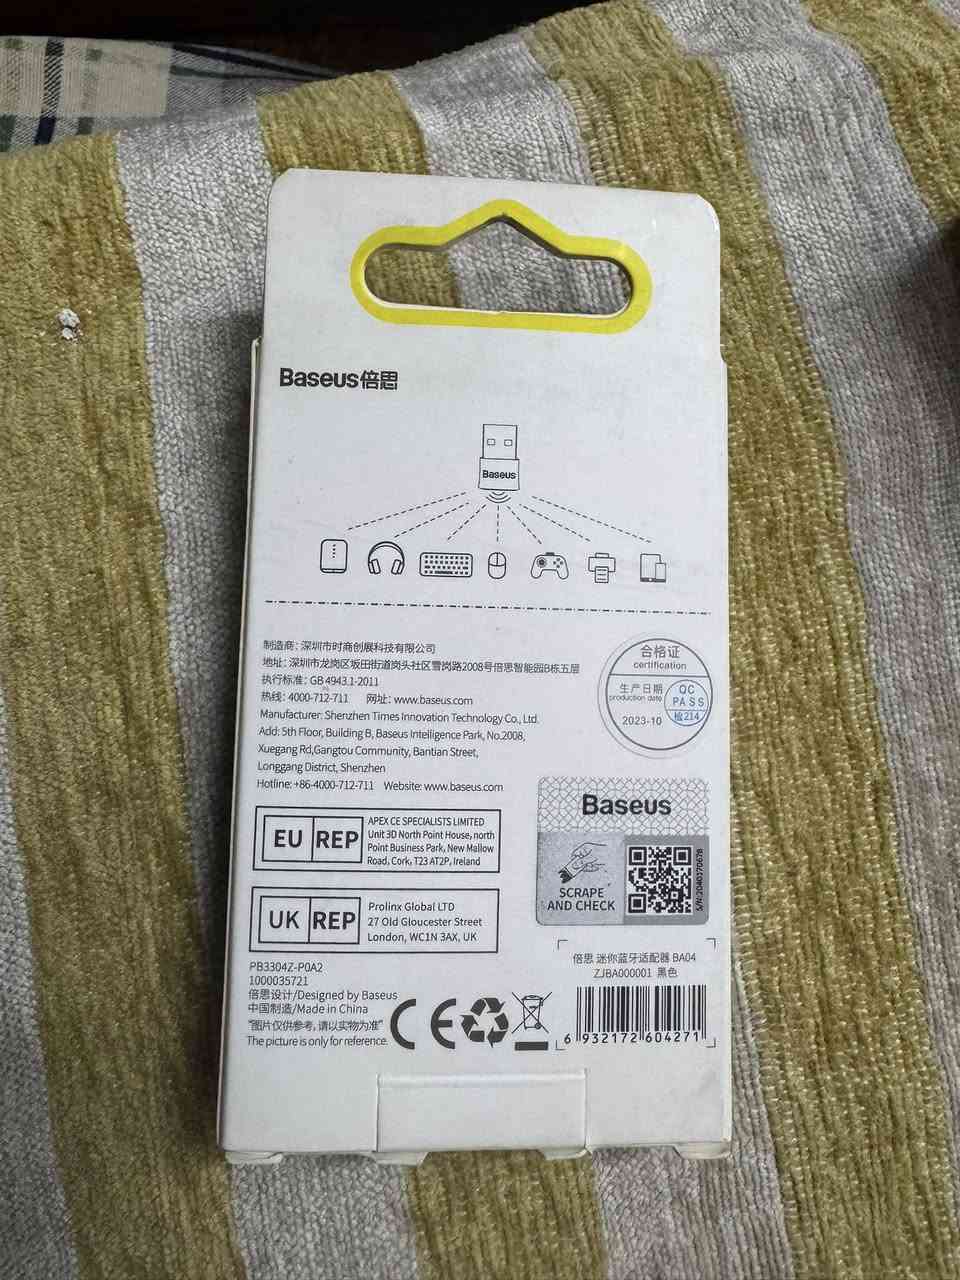 Baseus倍思
Baseus
制造商: 深圳市时商创展科技有限公司
地址: 深圳市龙岗区坂田街道岗头社区雪岗路2008号倍思智能园B栋五层
执行标准: GB 4943.1-2011
热线: 4000-712-711 网址: www.baseus.com
Manufacturer: Shenzhen Times Innovation Technology Co., Ltd.
Add: 5th Floor, Building B, Baseus Intelligence Park, No.2008,
Xuegang Rd,Gangtou Community, Bantian Street,
Longgang District, Shenzhen
Hotline: +86-4000-712-711 Website: www.baseus.com
合格证
certification
生产日期
production date
2023-10
QC
PASS
检214
EU REP
APEX CE SPECIALISTS LIMITED
Unit 3D North Point House, north
Point Business Park, New Mallow
Road, Cork, T23 AT2P, Ireland
Baseus
SCRAPE
AND CHECK
S/N:2040170678
UK REP
Prolinx Global LTD
27 Old Gloucester Street
London, WC1N 3AX, UK
PB3304Z-P0A2
1000035721
倍思设计/Designed by Baseus
中国制造/Made in China
"图片仅供参考, 请以实物为准"
The picture is only for reference.
CE
倍思 迷你蓝牙适配器 BA04
ZJBA000001 黑色
6 932172 604271